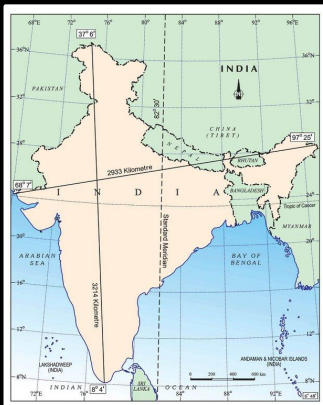 72°E
76°E
80°E
84°E
88°E
92°E
96°E
37° 6'
36°N
INDIA
82° 30'
PAKISTAN
32°N
CHINA
(TIBET)
28°N
NEPAL
97° 25'
BHUTAN
2933 Kilometre
68° 7'
BANGLADESH
INDIA
24°N
Tropic of Cancer
MYANMAR
20°N
Standard Meridian
ARABIAN
SEA
BAY OF
BENGAL
3214 Kilometre
16°N
12°N
LAKSHADWEEP
(INDIA)
ANDAMAN & NICOBAR ISLANDS
(INDIA)
8°N
8° 4'
SRI
LANKA
INDIAN OCEAN
0 200 400 600 km
72°E
76°E
80°E
84°E
88°E
92°E